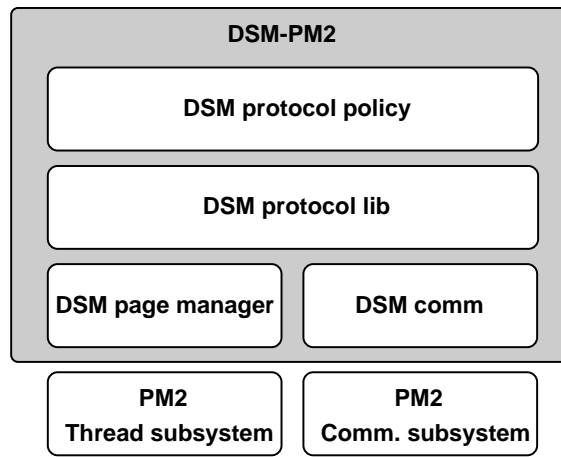 DSM-PM2
DSM protocol policy
DSM protocol lib
DSM page manager
DSM comm
PM2
Thread subsystem
PM2
Comm. subsystem